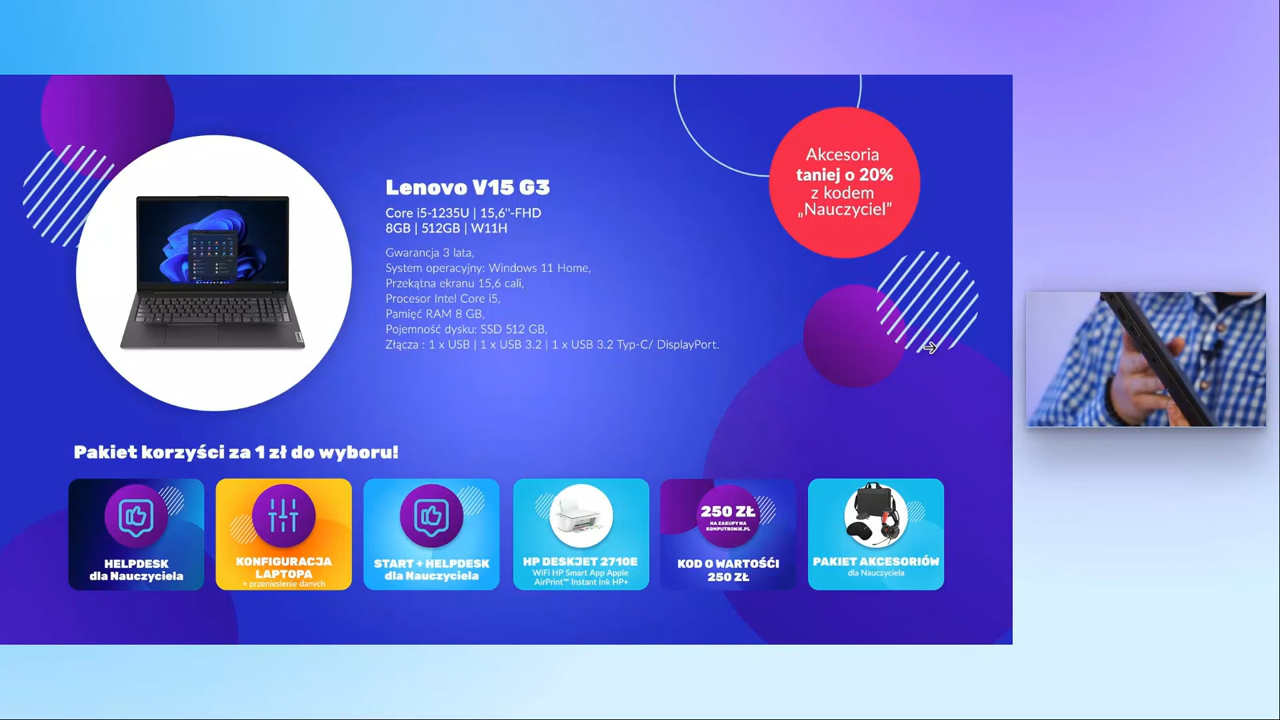 Akcesoria
taniej o 20%
z kodem
„Nauczyciel”
Lenovo V15 G3
Core i5-1235U | 15,6''-FHD
8GB | 512GB | W11H
Gwarancja 3 lata,
System operacyjny: Windows 11 Home,
Przekątna ekranu 15,6 cali,
Procesor Intel Core i5,
Pamięć RAM 8 GB,
Pojemność dysku: SSD 512 GB,
Złącza : 1 x USB | 1 x USB 3.2 | 1 x USB 3.2 Typ-C/ DisplayPort.
Pakiet korzyści za 1 zł do wyboru!
HELPDESK
dla Nauczyciela
KONFIGURACJA
LAPTOPA
+ przeniesienie danych
START + HELPDESK
dla Nauczyciela
HP DESKJET 2710E
WiFi HP Smart App Apple
AirPrint™ Instant Ink HP+
250 ZŁ
NA ZAKUPY NA
KOMPUTRONIK.PL
KOD O WARTOŚĆI
250 ZŁ
PAKIET AKCESORIÓW
dla Nauczyciela